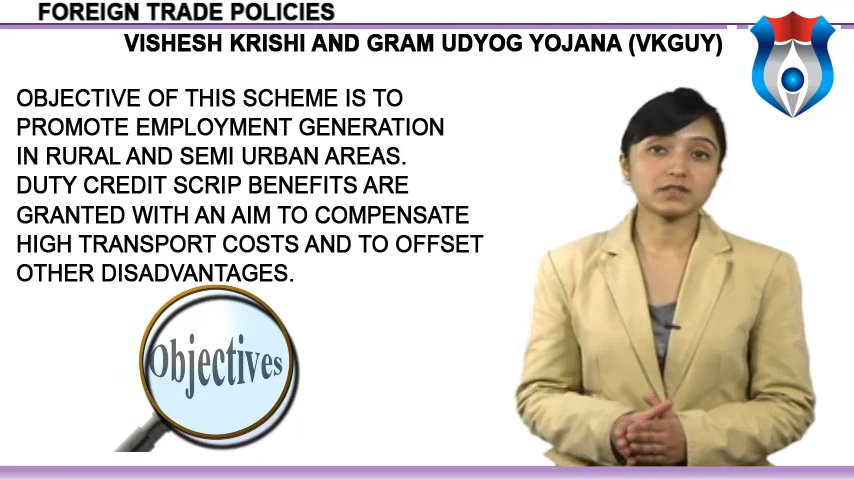 FOREIGN TRADE POLICIES
VISHESH KRISHI AND GRAM UDYOG YOJANA (VKGUY)
OBJECTIVE OF THIS SCHEME IS TO
PROMOTE EMPLOYMENT GENERATION
IN RURAL AND SEMI URBAN AREAS.
DUTY CREDIT SCRIP BENEFITS ARE
GRANTED WITH AN AIM TO COMPENSATE
HIGH TRANSPORT COSTS AND TO OFFSET
OTHER DISADVANTAGES.
Objectives